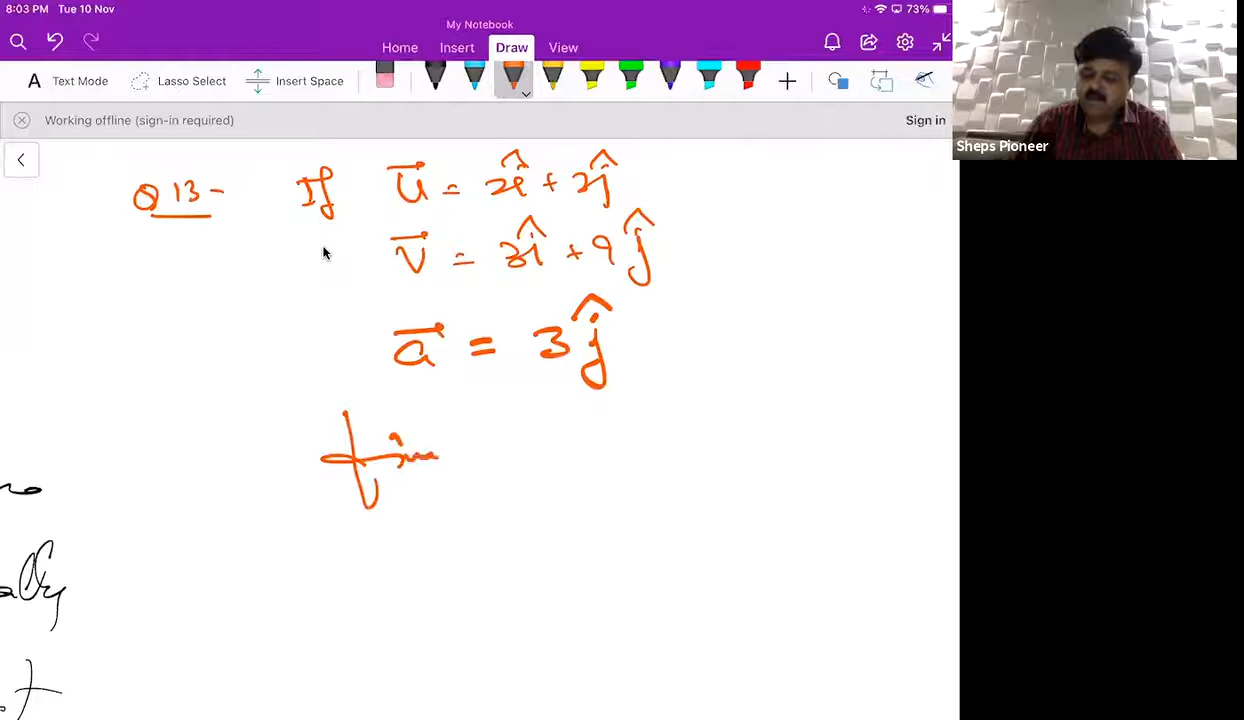 8:03 PM Tue 10 Nov
73%
My Notebook
Home Insert Draw View
A Text Mode Lasso Select Insert Space
Working offline (sign-in required) Sign in
Sheps Pioneer
Q 13- If u⃗ = 2î + 2ĵ
v⃗ = 3î + 9ĵ
a⃗ = 3ĵ